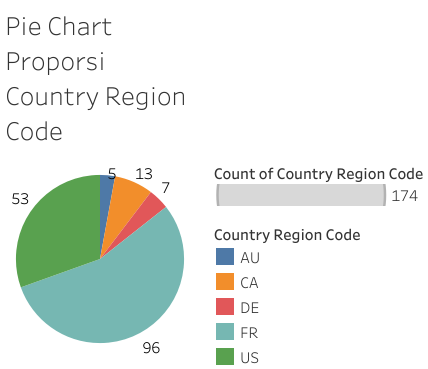 Pie Chart
Proporsi
Country Region
Code
5
13
7
53
96
Count of Country Region Code
174
Country Region Code
AU
CA
DE
FR
US